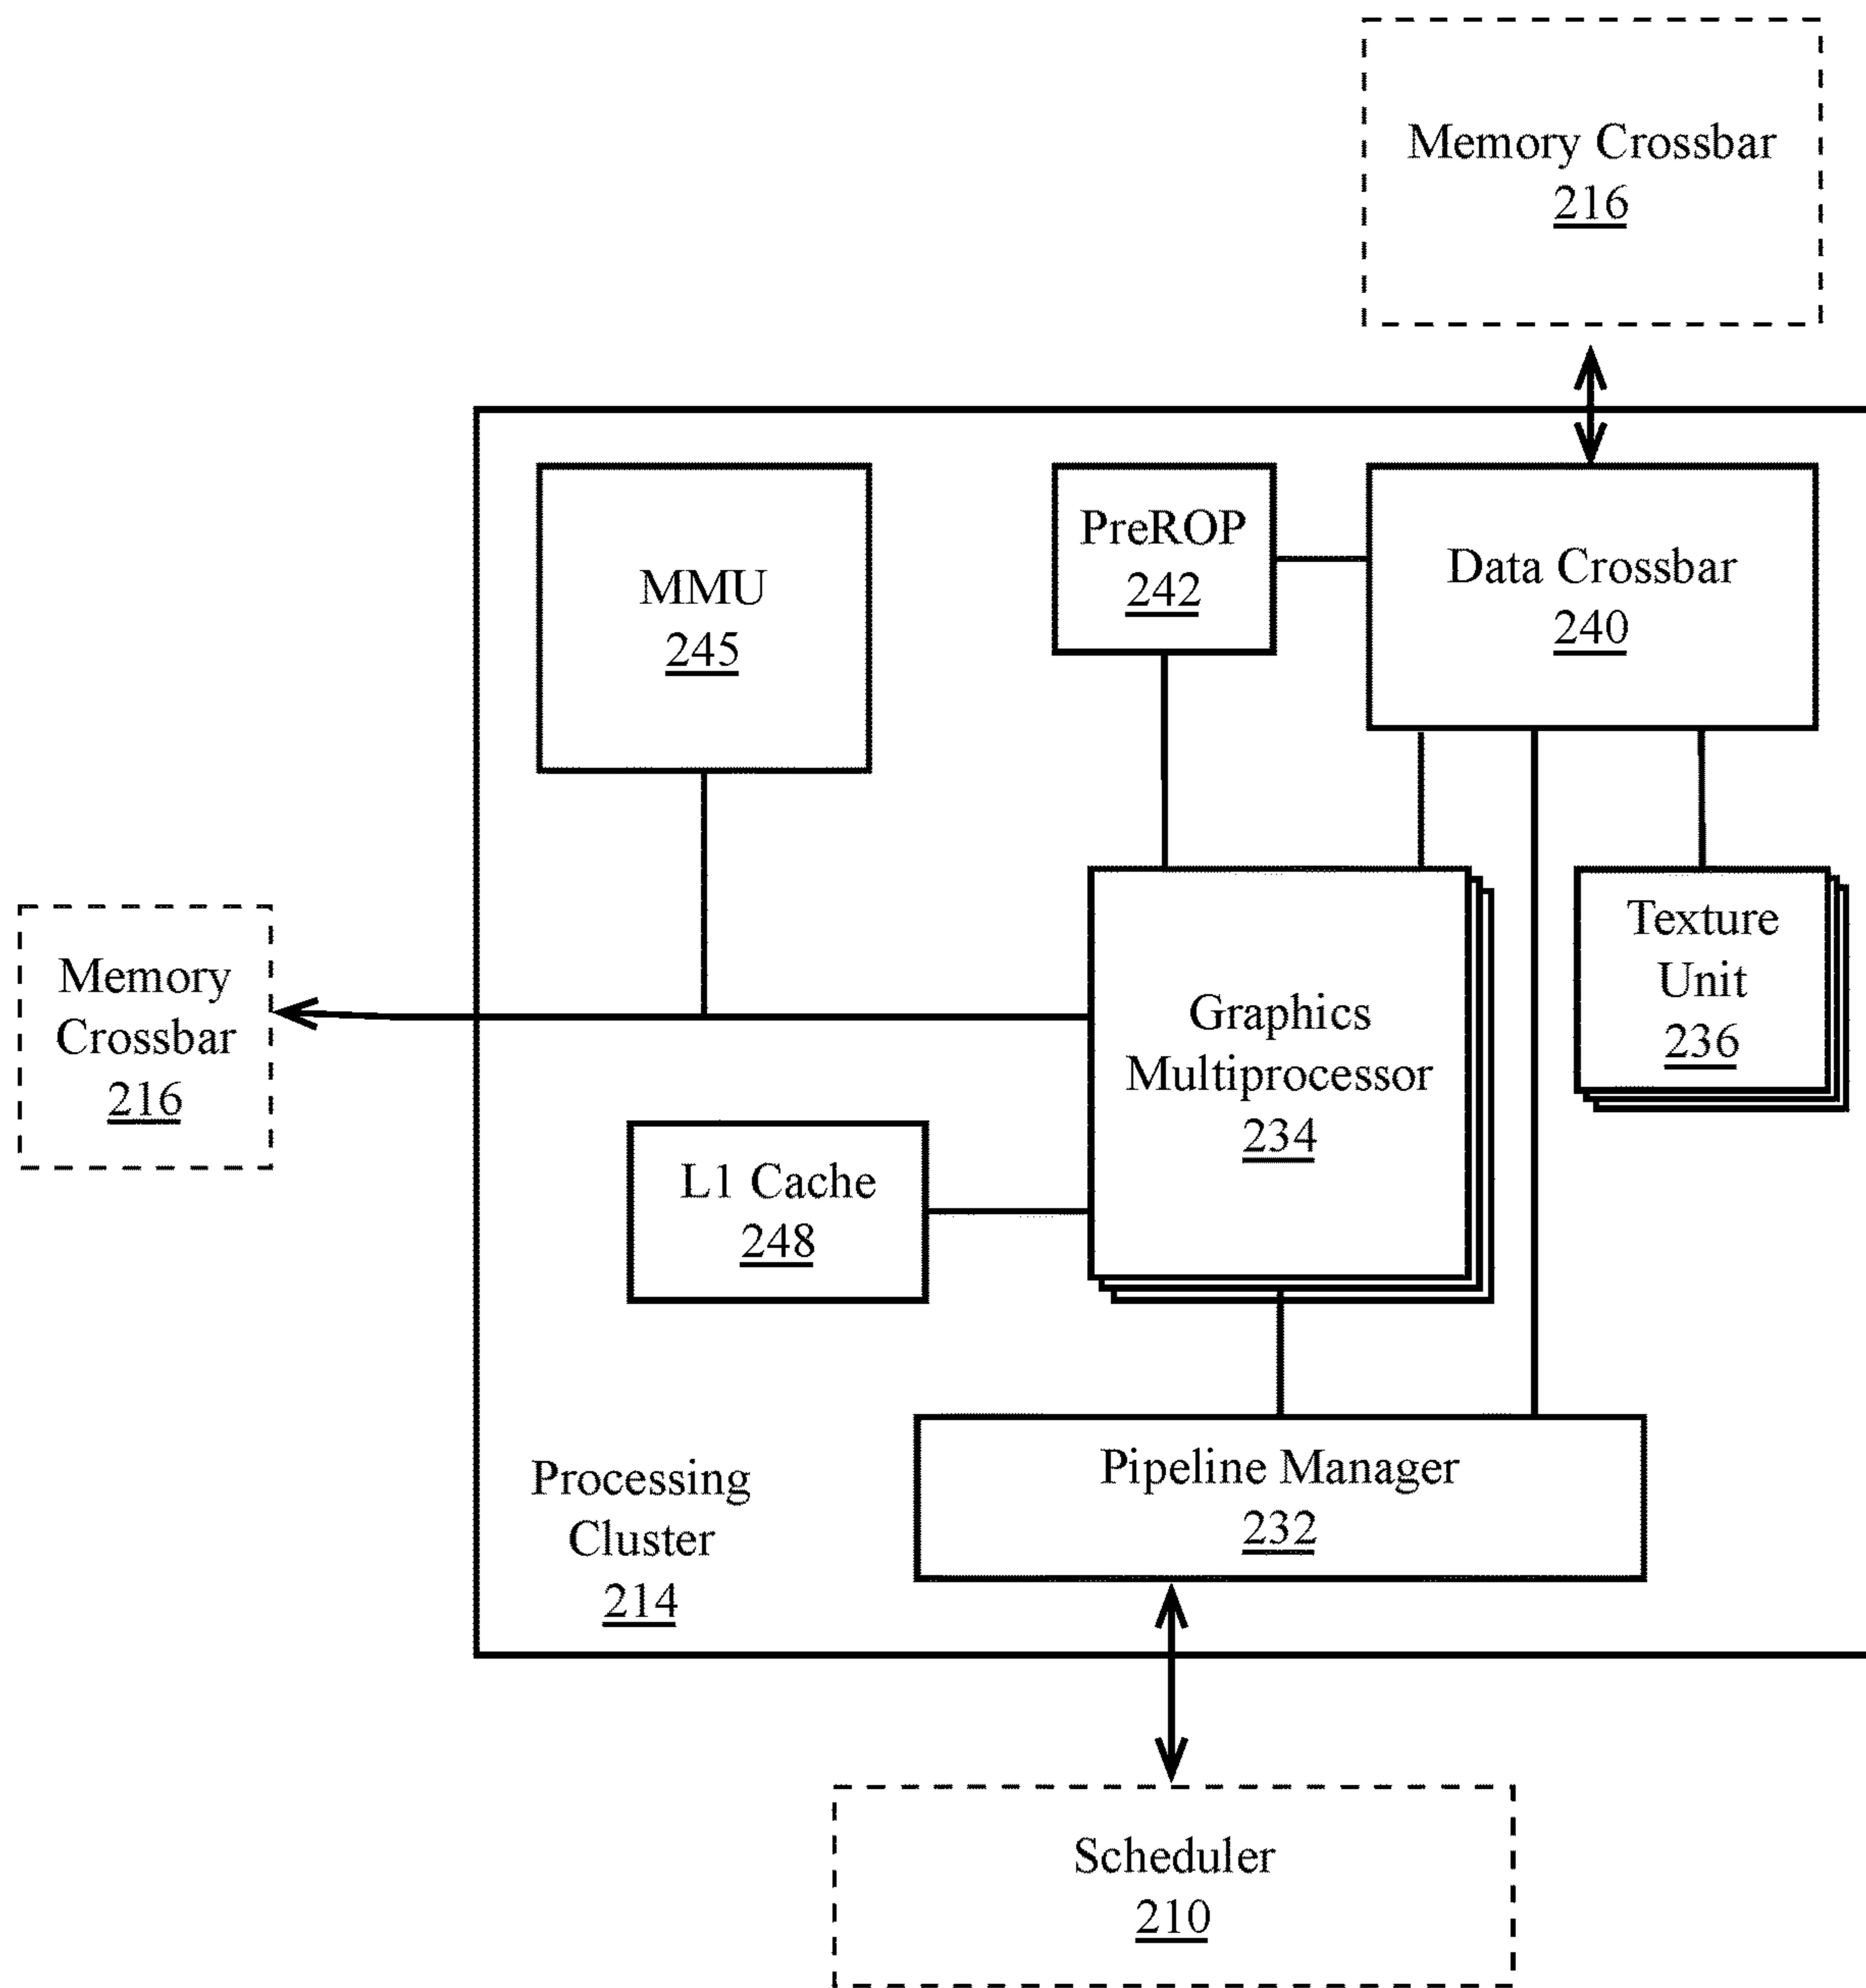 Memory Crossbar
216
MMU
245
PreROP
242
Data Crossbar
240
Memory
Crossbar
216
Graphics
Multiprocessor
234
Texture
Unit
236
L1 Cache
248
Processing
Cluster
214
Pipeline Manager
232
Scheduler
210